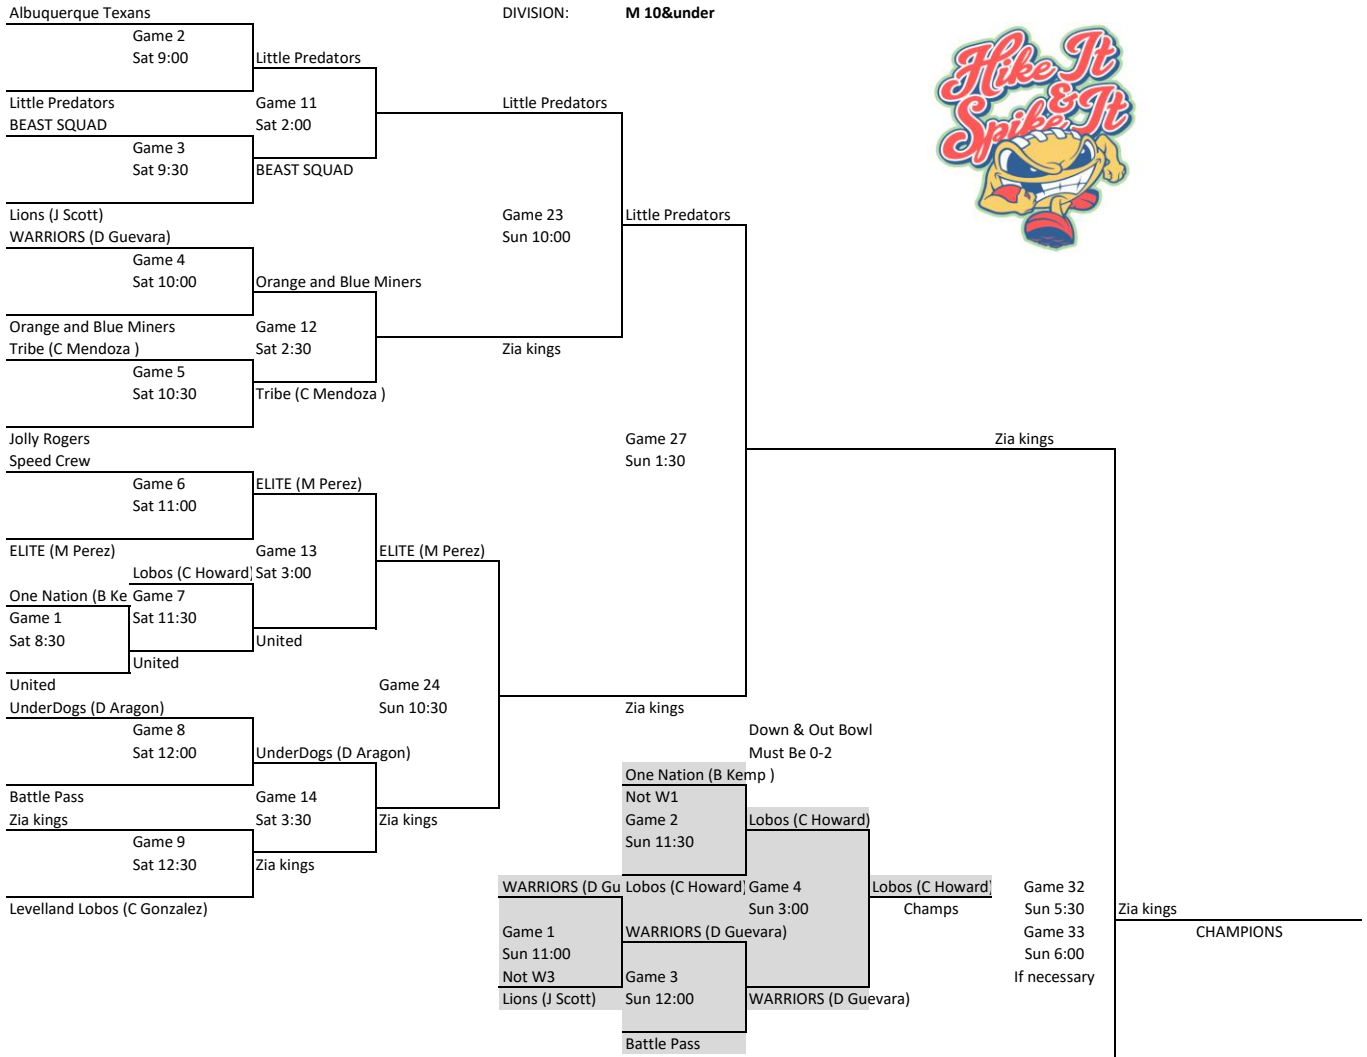 Albuquerque Texans
DIVISION: M 10&under
Hike It
&
Spike It
Game 2
Sat 9:00
Little Predators
Little Predators
Game 11
Little Predators
BEAST SQUAD
Sat 2:00
Game 3
Sat 9:30
BEAST SQUAD
Lions (J Scott)
Game 23
Little Predators
WARRIORS (D Guevara)
Sun 10:00
Game 4
Sat 10:00
Orange and Blue Miners
Orange and Blue Miners
Game 12
Tribe (C Mendoza )
Sat 2:30
Zia kings
Game 5
Sat 10:30
Tribe (C Mendoza )
Jolly Rogers
Game 27
Zia kings
Speed Crew
Sun 1:30
Game 6
ELITE (M Perez)
Sat 11:00
ELITE (M Perez)
Game 13
ELITE (M Perez)
Lobos (C Howard)
Sat 3:00
One Nation (B Ke
Game 7
Game 1
Sat 11:30
Sat 8:30
United
United
United
Game 24
UnderDogs (D Aragon)
Sun 10:30
Zia kings
Game 8
Down & Out Bowl
Sat 12:00
UnderDogs (D Aragon)
Must Be 0-2
One Nation (B Kemp )
Battle Pass
Game 14
Not W1
Zia kings
Sat 3:30
Zia kings
Game 2
Lobos (C Howard)
Game 9
Sun 11:30
Sat 12:30
Zia kings
WARRIORS (D Gu
Lobos (C Howard)
Game 4
Lobos (C Howard)
Game 32
Levelland Lobos (C Gonzalez)
Sun 3:00
Champs
Sun 5:30
Zia kings
Game 1
WARRIORS (D Guevara)
Game 33
CHAMPIONS
Sun 11:00
Sun 6:00
Not W3
Game 3
If necessary
Lions (J Scott)
Sun 12:00
WARRIORS (D Guevara)
Battle Pass